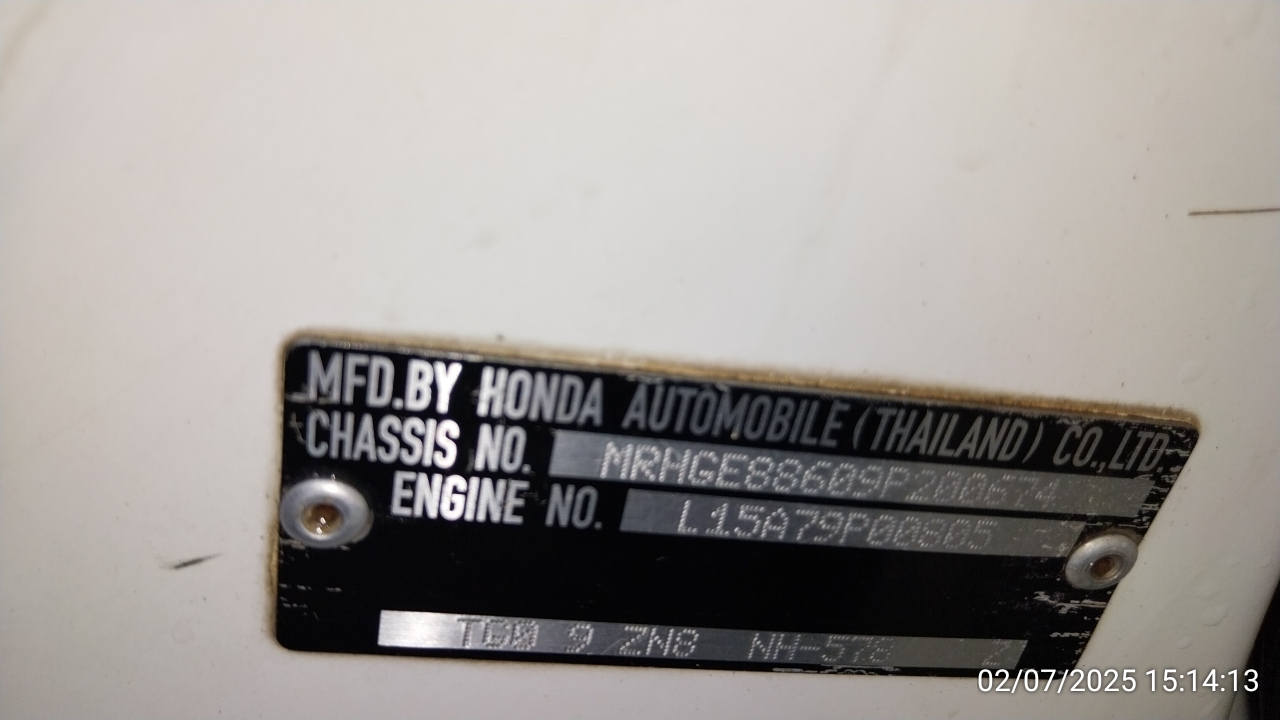 MFD.BY HONDA AUTOMOBILE (THAILAND) CO.,LTD.
CHASSIS NO. MRHGE88609P200674
ENGINE NO. L15A79P00805
TG0 9 ZN8 NH-578 Z
02/07/2025 15:14:13